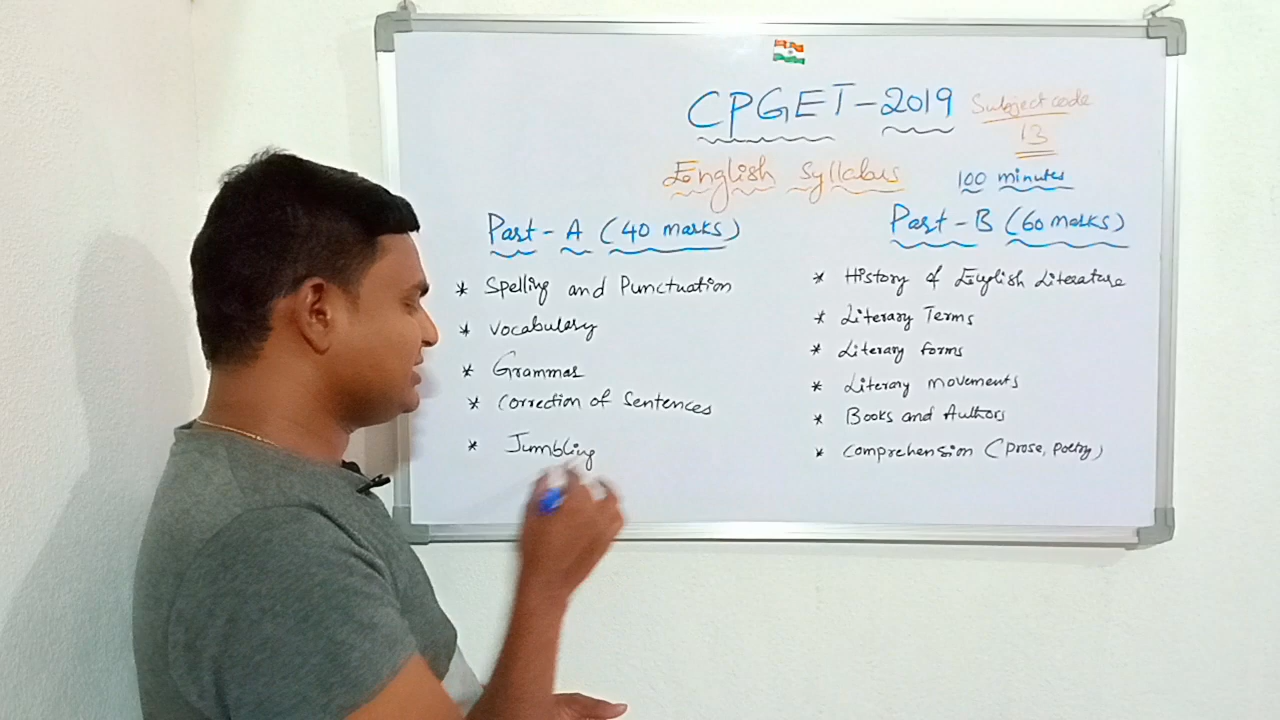 CPGET-2019
Subject code
13
English Syllabus
100 minutes
Part-A (40 marks)
* Spelling and Punctuation
* Vocabulary
* Grammar
* Correction of Sentences
* Jumbling
Part-B (60 marks)
* History of English Literature
* Literary Terms
* Literary forms
* Literary movements
* Books and Authors
* Comprehension (Prose, Poetry)